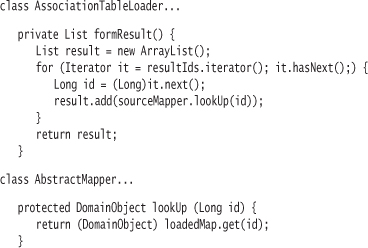 class AssociationTableLoader...
private List formResult() {
List result = new ArrayList();
for (Iterator it = resultIds.iterator(); it.hasNext();) {
Long id = (Long)it.next();
result.add(sourceMapper.lookUp(id));
}
return result;
}
class AbstractMapper...
protected DomainObject lookUp (Long id) {
return (DomainObject) loadedMap.get(id);
}